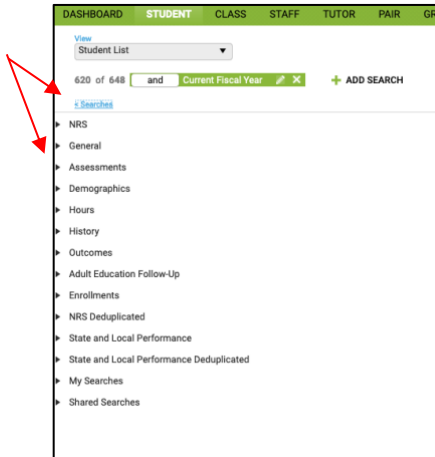 DASHBOARD STUDENT CLASS STAFF TUTOR PAIR GR
View
Student List
620 of 648 and Current Fiscal Year ADD SEARCH
« Searches
NRS
General
Assessments
Demographics
Hours
History
Outcomes
Adult Education Follow-Up
Enrollments
NRS Deduplicated
State and Local Performance
State and Local Performance Deduplicated
My Searches
Shared Searches